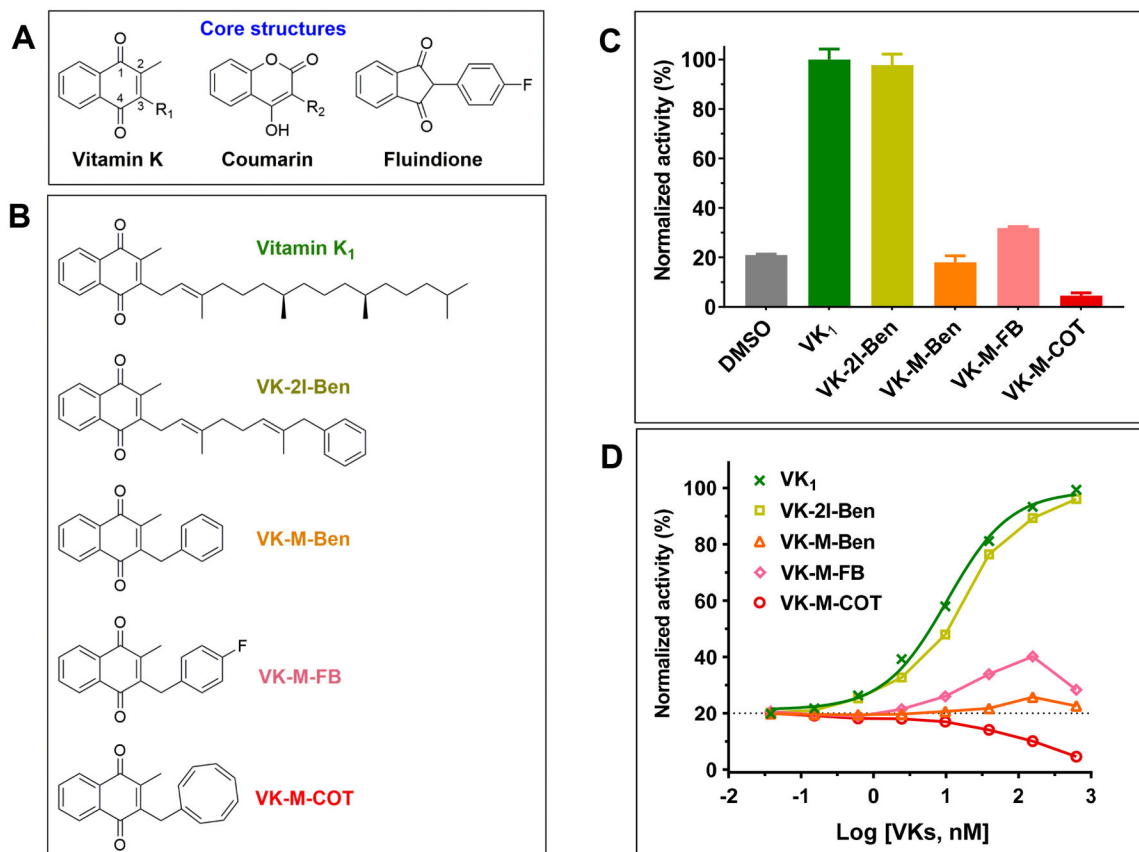 A
Core structures
O
1
2
3
4
R₁
O
Vitamin K
O
O
R₂
OH
Coumarin
O
F
O
Fluindione
B
O
Vitamin K₁
O
O
VK-2I-Ben
O
O
VK-M-Ben
O
O
F
VK-M-FB
O
O
VK-M-COT
O
C
Normalized activity (%)
100
80
60
40
20
0
DMSO
VK₁
VK-2I-Ben
VK-M-Ben
VK-M-FB
VK-M-COT
D
Normalized activity (%)
100
80
60
40
20
0
VK₁
VK-2I-Ben
VK-M-Ben
VK-M-FB
VK-M-COT
-2
-1
0
1
2
3
Log [VKs, nM]